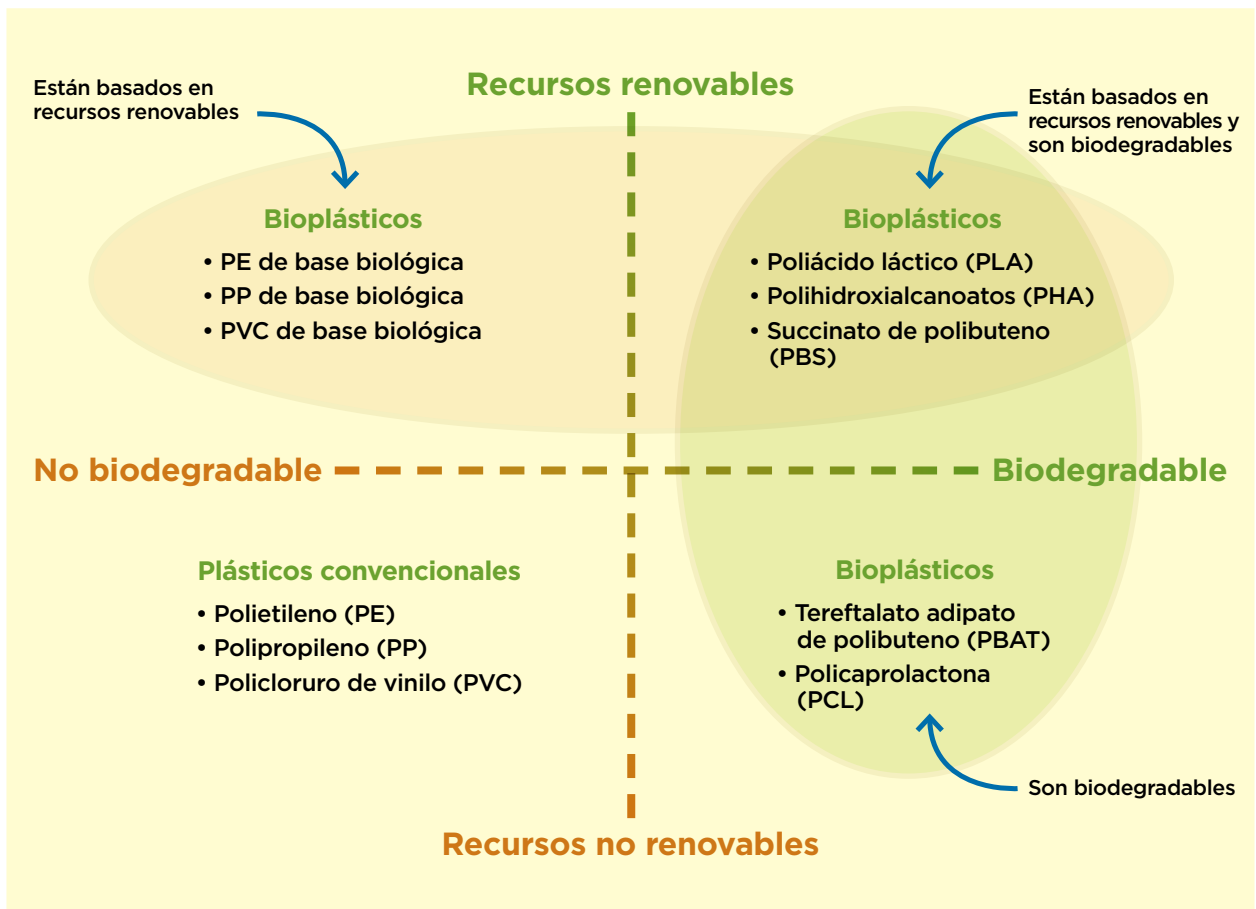 Recursos renovables
Están basados en
recursos renovables
Están basados en
recursos renovables y
son biodegradables
Bioplásticos
• PE de base biológica
• PP de base biológica
• PVC de base biológica
Bioplásticos
• Poliácido láctico (PLA)
• Polihidroxialcanoatos (PHA)
• Succinato de polibuteno
(PBS)
No biodegradable
Biodegradable
Plásticos convencionales
• Polietileno (PE)
• Polipropileno (PP)
• Policloruro de vinilo (PVC)
Bioplásticos
• Tereftalato adipato
de polibuteno (PBAT)
• Policaprolactona
(PCL)
Son biodegradables
Recursos no renovables